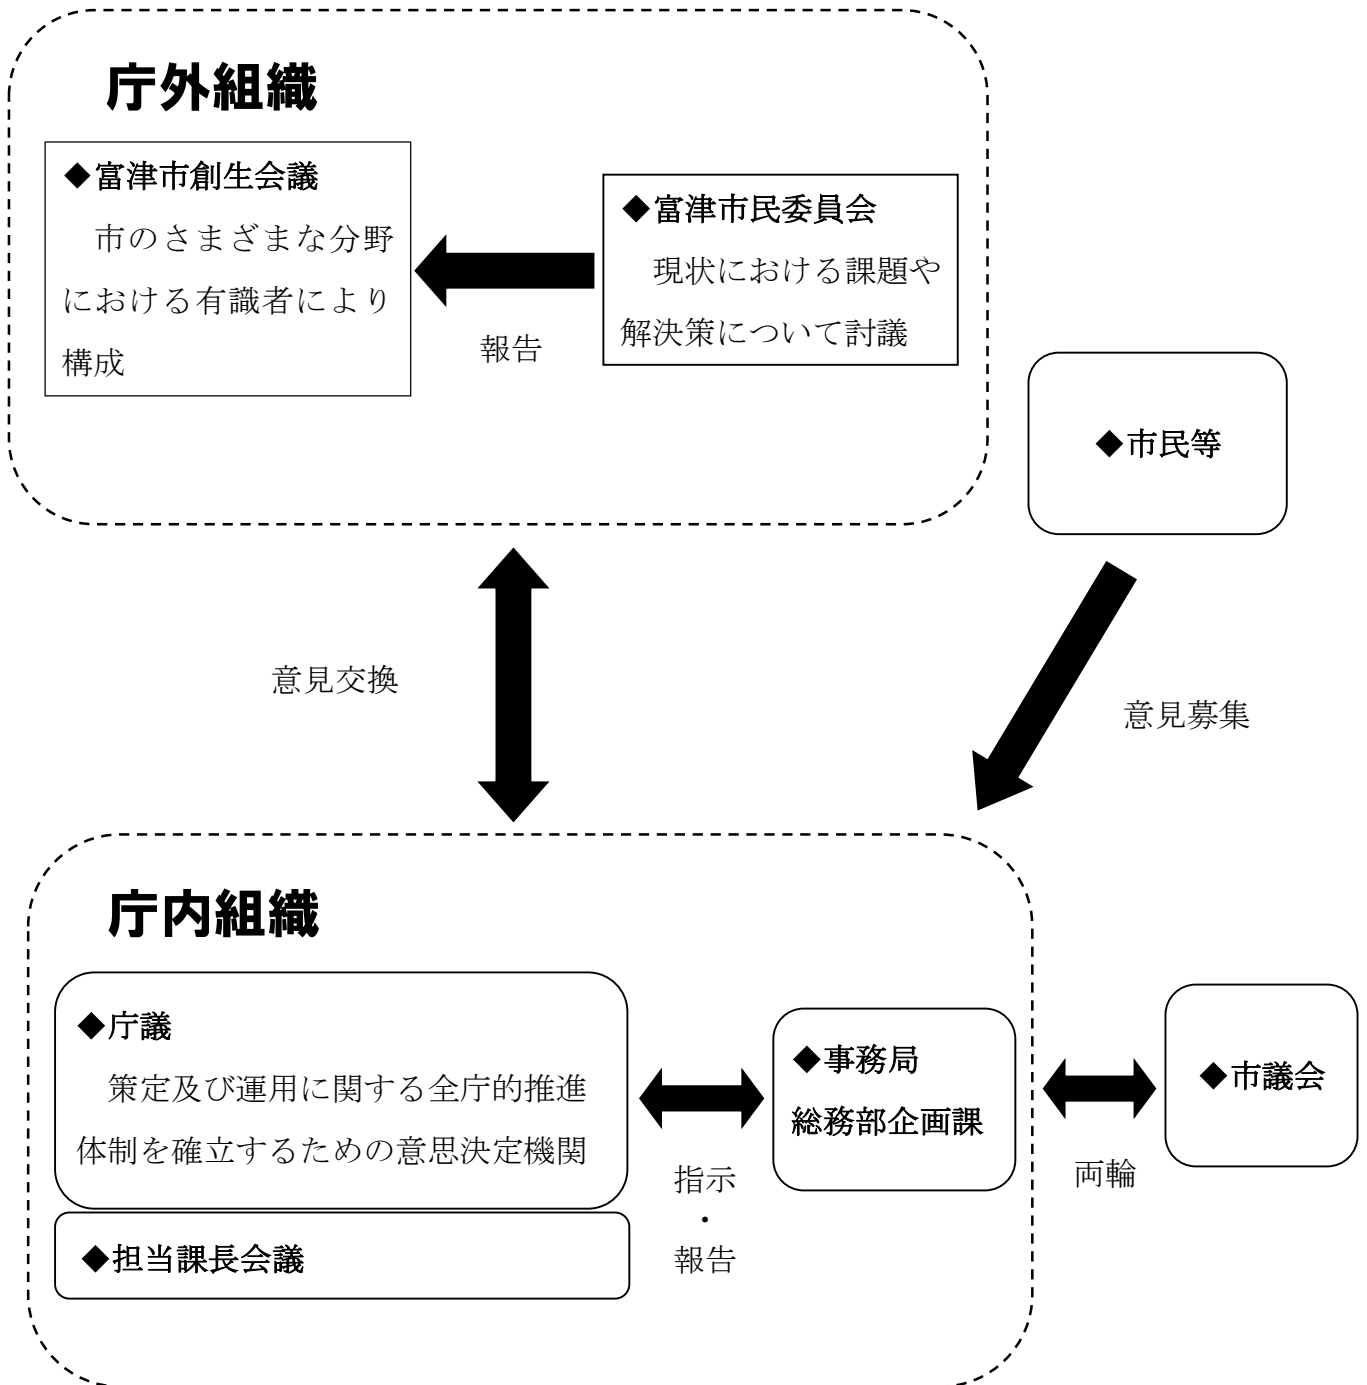 庁外組織
◆富津市創生会議
市のさまざまな分野
における有識者により
構成
報告
◆富津市民委員会
現状における課題や
解決策について討議
◆市民等
意見交換
意見募集
庁内組織
◆庁議
策定及び運用に関する全庁的推進
体制を確立するための意思決定機関
◆担当課長会議
指示
・
報告
◆事務局
総務部企画課
両輪
◆市議会